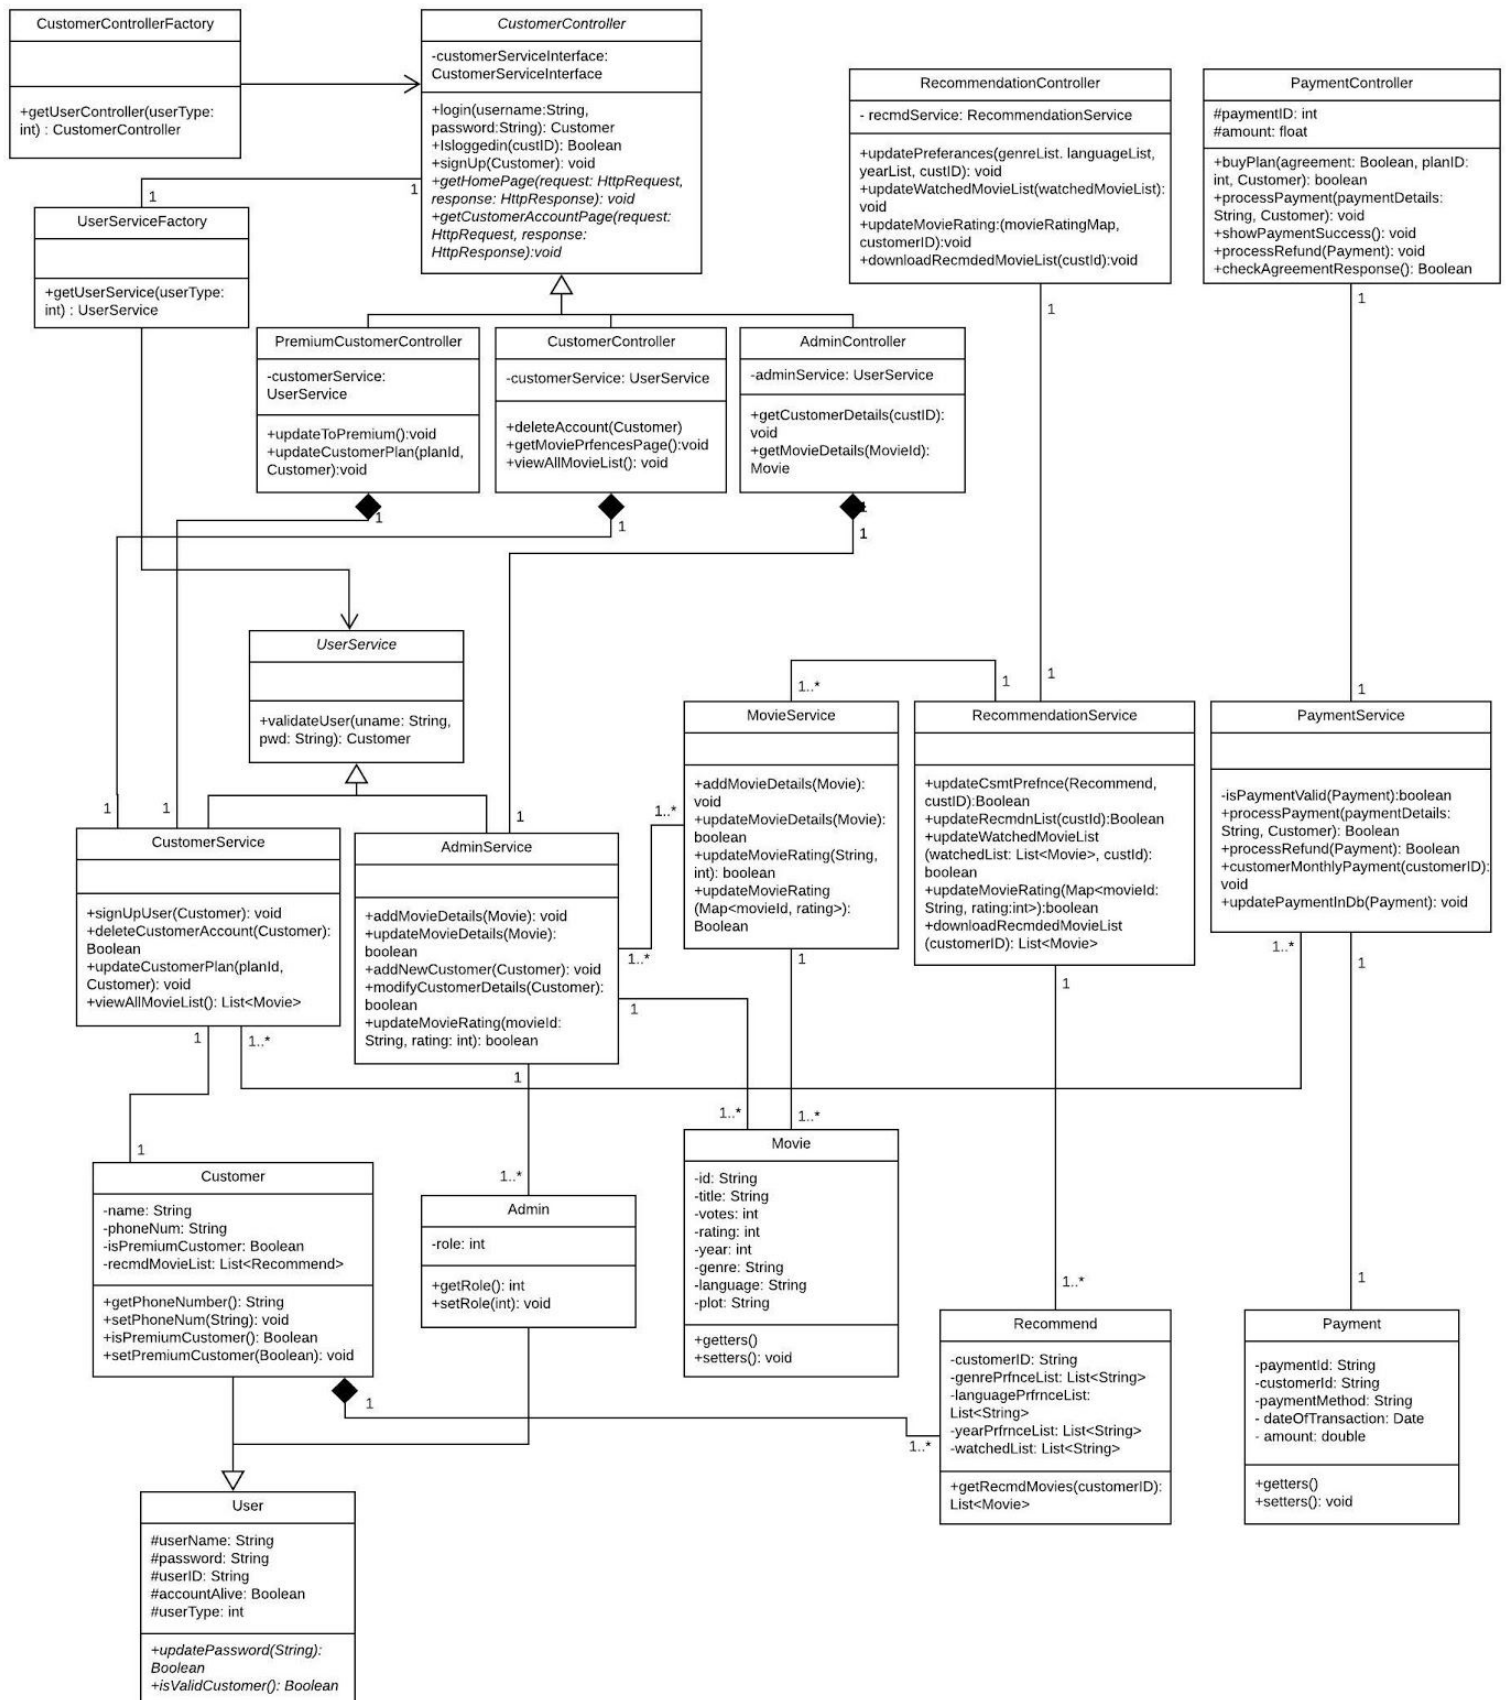 CustomerControllerFactory
+getUserController(userType:
int) : CustomerController
CustomerController
-customerServiceInterface:
CustomerServiceInterface
+login(username:String,
password:String): Customer
+Isloggedin(custID): Boolean
+signUp(Customer): void
+getHomePage(request: HttpRequest,
response: HttpResponse): void
+getCustomerAccountPage(request:
HttpRequest, response:
HttpResponse):void
RecommendationController
- recmdService: RecommendationService
+updatePreferances(genreList. languageList,
yearList, custID): void
+updateWatchedMovieList(watchedMovieList):
void
+updateMovieRating:(movieRatingMap,
customerID):void
+downloadRecmdedMovieList(custId):void
PaymentController
#paymentID: int
#amount: float
+buyPlan(agreement: Boolean, planID:
int, Customer): boolean
+processPayment(paymentDetails:
String, Customer): void
+showPaymentSuccess(): void
+processRefund(Payment): void
+checkAgreementResponse(): Boolean
1
1
1
1
UserServiceFactory
+getUserService(userType:
int) : UserService
PremiumCustomerController
-customerService:
UserService
+updateToPremium():void
+updateCustomerPlan(planId,
Customer):void
CustomerController
-customerService: UserService
+deleteAccount(Customer)
+getMoviePrfencesPage():void
+viewAllMovieList(): void
AdminController
-adminService: UserService
+getCustomerDetails(custID):
void
+getMovieDetails(MovieId):
Movie
1
1
1
1
UserService
+validateUser(uname: String,
pwd: String): Customer
1..*
1
1
1
MovieService
+addMovieDetails(Movie):
void
+updateMovieDetails(Movie):
boolean
+updateMovieRating(String,
int): boolean
+updateMovieRating
(Map<movieId, rating>):
Boolean
RecommendationService
+updateCsmtPrefnce(Recommend,
custID):Boolean
+updateRecmdnList(custId):Boolean
+updateWatchedMovieList
(watchedList: List<Movie>, custId):
boolean
+updateMovieRating(Map<movieId:
String, rating:int>):boolean
+downloadRecmdedMovieList
(customerID): List<Movie>
PaymentService
-isPaymentValid(Payment):boolean
+processPayment(paymentDetails:
String, Customer): Boolean
+processRefund(Payment): Boolean
+customerMonthlyPayment(customerID):
void
+updatePaymentInDb(Payment): void
1
1
1
1..*
CustomerService
+signUpUser(Customer): void
+deleteCustomerAccount(Customer):
Boolean
+updateCustomerPlan(planId,
Customer): void
+viewAllMovieList(): List<Movie>
AdminService
+addMovieDetails(Movie): void
+updateMovieDetails(Movie):
boolean
+addNewCustomer(Customer): void
+modifyCustomerDetails(Customer):
boolean
+updateMovieRating(movieId:
String, rating: int): boolean
1..*
1
1
1..*
1
1
1
1..*
1
1..*
1..*
1
1..*
Customer
-name: String
-phoneNum: String
-isPremiumCustomer: Boolean
-recmdMovieList: List<Recommend>
+getPhoneNumber(): String
+setPhoneNum(String): void
+isPremiumCustomer(): Boolean
+setPremiumCustomer(Boolean): void
Admin
-role: int
+getRole(): int
+setRole(int): void
Movie
-id: String
-title: String
-votes: int
-rating: int
-year: int
-genre: String
-language: String
-plot: String
+getters()
+setters(): void
1..*
1
Recommend
-customerID: String
-genrePrfnceList: List<String>
-languagePrfrnceList:
List<String>
-yearPrfrnceList: List<String>
-watchedList: List<String>
+getRecmdMovies(customerID):
List<Movie>
Payment
-paymentId: String
-customerId: String
-paymentMethod: String
- dateOfTransaction: Date
- amount: double
+getters()
+setters(): void
1
1..*
User
#userName: String
#password: String
#userID: String
#accountAlive: Boolean
#userType: int
+updatePassword(String):
Boolean
+isValidCustomer(): Boolean